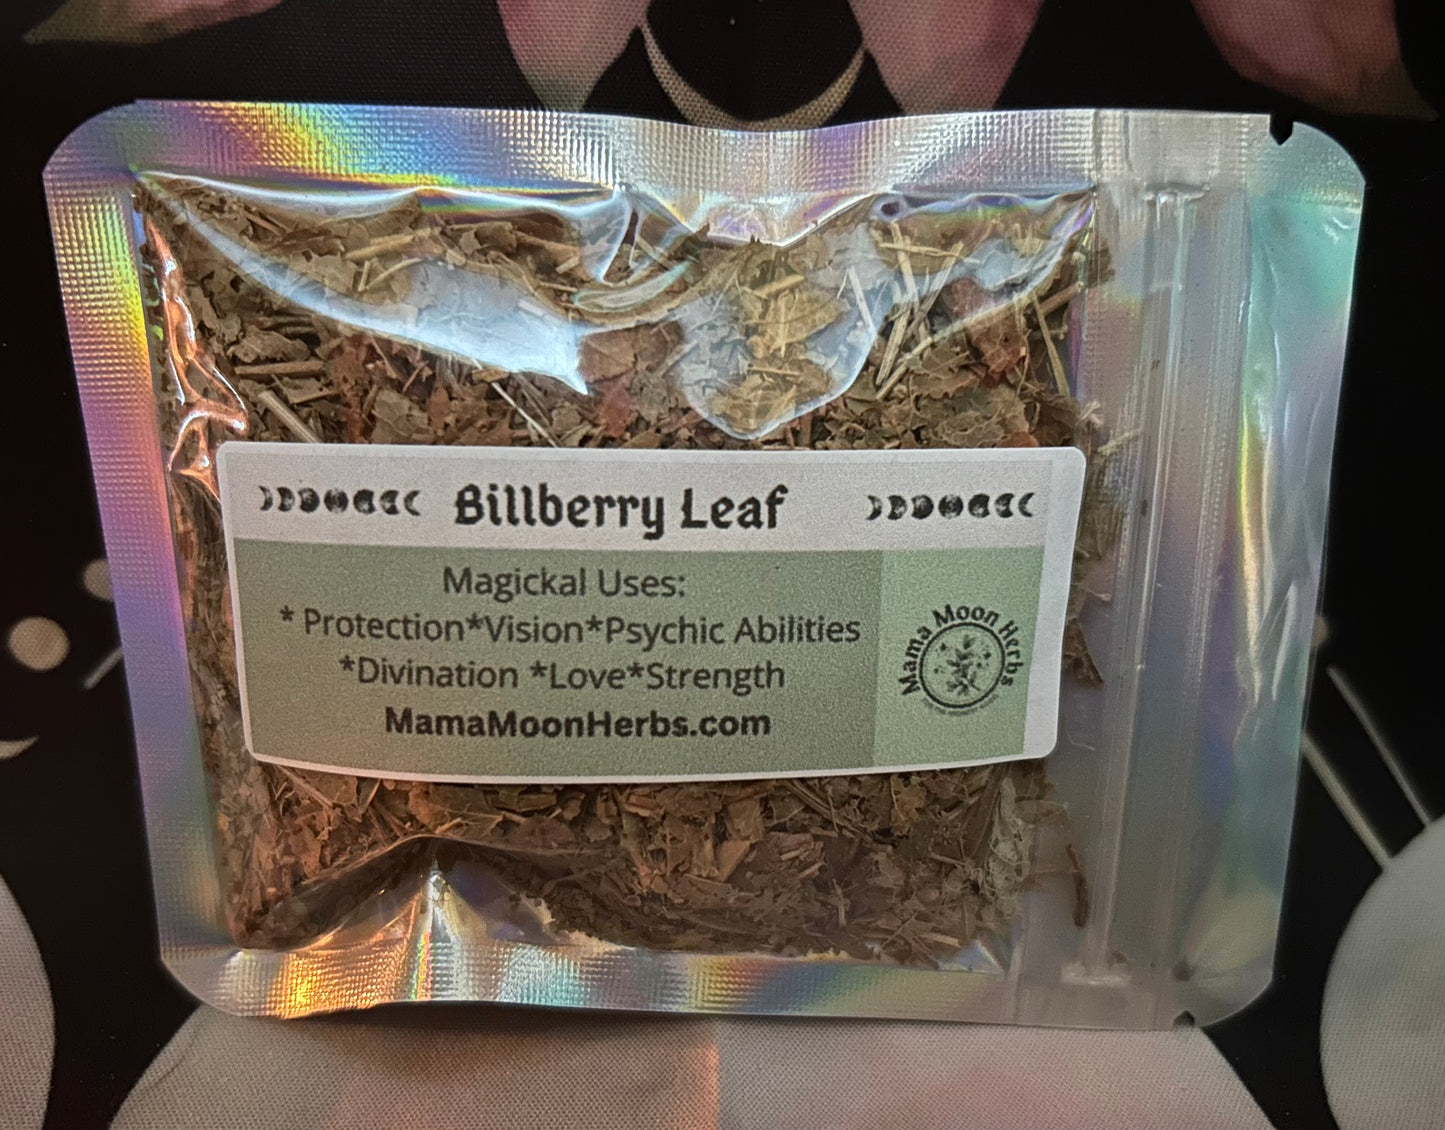 Billberry Leaf
Magickal Uses:
* Protection*Vision*Psychic Abilities
*Divination *Love*Strength
MamaMoonHerbs.com
Mama Moon Herbs